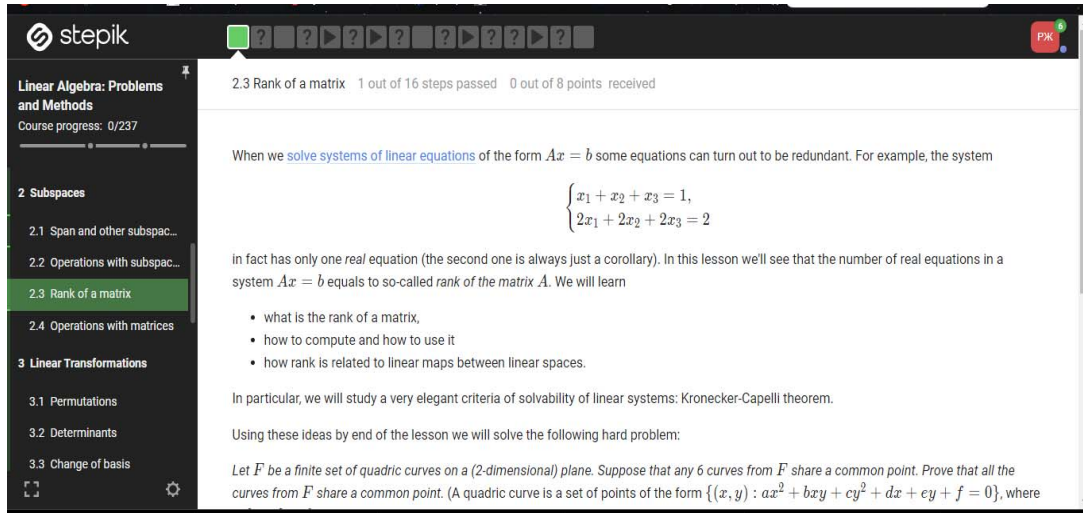 stepik
? ? ? ? ? ? ? ?
РЖ
6
Linear Algebra: Problems
and Methods
Course progress: 0/237
2 Subspaces
2.1 Span and other subspac...
2.2 Operations with subspac...
2.3 Rank of a matrix
2.4 Operations with matrices
3 Linear Transformations
3.1 Permutations
3.2 Determinants
3.3 Change of basis
2.3 Rank of a matrix 1 out of 16 steps passed 0 out of 8 points received
When we solve systems of linear equations of the form Ax = b some equations can turn out to be redundant. For example, the system
x₁ + x₂ + x₃ = 1,
2x₁ + 2x₂ + 2x₃ = 2
in fact has only one real equation (the second one is always just a corollary). In this lesson we'll see that the number of real equations in a
system Ax = b equals to so-called rank of the matrix A. We will learn
• what is the rank of a matrix,
• how to compute and how to use it
• how rank is related to linear maps between linear spaces.
In particular, we will study a very elegant criteria of solvability of linear systems: Kronecker-Capelli theorem.
Using these ideas by end of the lesson we will solve the following hard problem:
Let F be a finite set of quadric curves on a (2-dimensional) plane. Suppose that any 6 curves from F share a common point. Prove that all the
curves from F share a common point. (A quadric curve is a set of points of the form {(x, y) : ax² + bxy + cy² + dx + ey + f = 0}, where